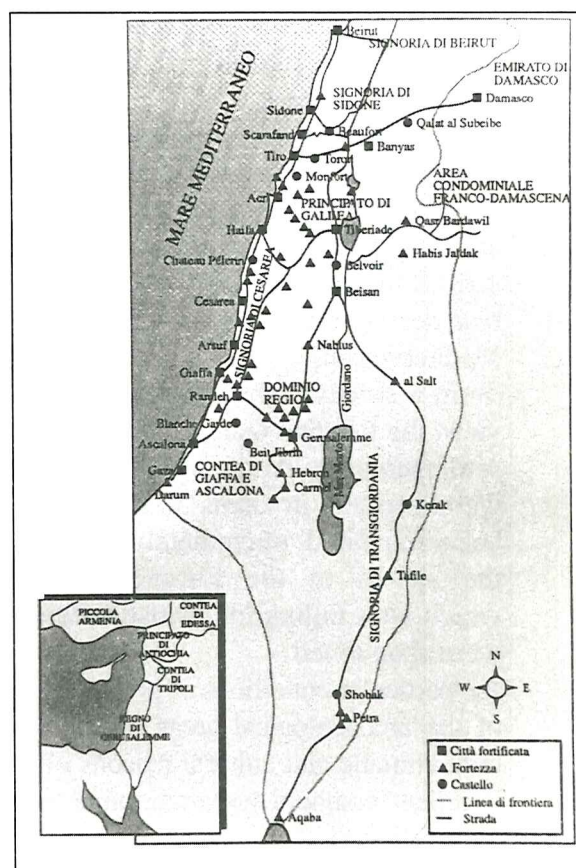 Beirut
SIGNORIA DI BEIRUT
EMIRATO DI
DAMASCO
MARE MEDITERRANEO
SIGNORIA DI
SIDONE
Damasco
Sidone
Qalat al Subeibe
Scarafand
Beaufort
Banyas
Tiro
Toron
Monfort
AREA
CONDOMINIALE
FRANCO-DAMASCENA
Acri
PRINCIPATO DI
GALILEA
Qasr Bardawil
Haifa
Tiberiade
Habis Jaldak
Chateau Pèlerin
Belvoir
SIGNORIA DI CESAREA
Cesarea
Beisan
Arsuf
Nablus
Giaffa
DOMINIO
REGIO
Giordano
al Salt
Ramleh
Blanche Garde
Gerusalemme
Ascalona
Beit Jibrin
Gaza
CONTEA DI
GIAFFA E
ASCALONA
Hebron
Mar Morto
Darum
Carmel
Kerak
SIGNORIA DI TRANSGIORDANIA
Tafile
Shobak
Petra
Aqaba
PICCOLA
ARMENIA
CONTEA DI
EDESSA
PRINCIPATO
DI
ANTIOCHIA
CONTEA
DI
TRIPOLI
REGNO DI
GERUSALEMME
N
W E
S
Città fortificata
Fortezza
Castello
Linea di frontiera
Strada